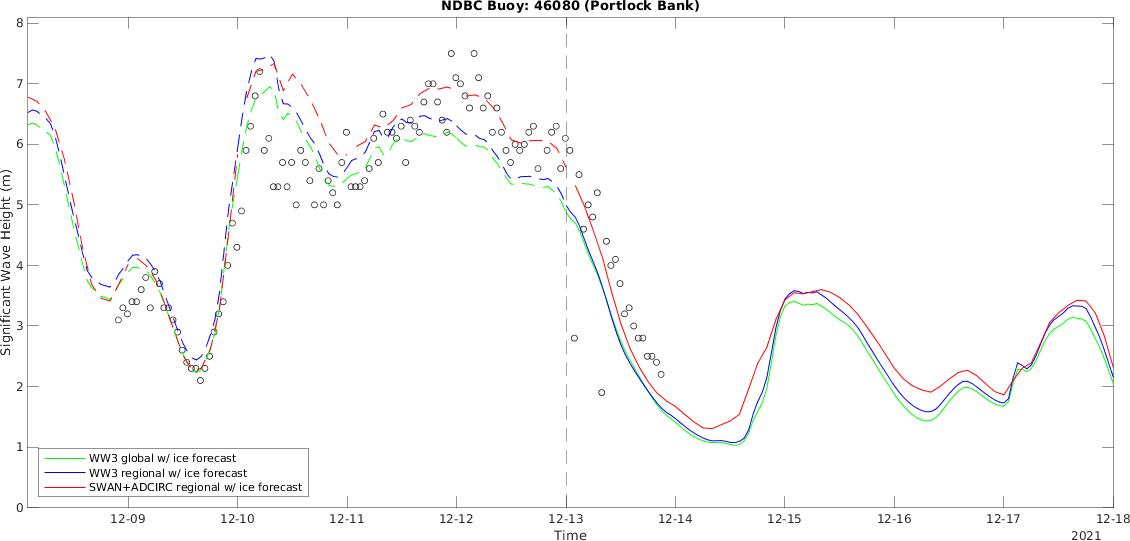 NDBC Buoy: 46080 (Portlock Bank)
8
7
6
5
4
3
2
1
0
Significant Wave Height (m)
WW3 global w/ ice forecast
WW3 regional w/ ice forecast
SWAN+ADCIRC regional w/ ice forecast
12-09 12-10 12-11 12-12 12-13 12-14 12-15 12-16 12-17 12-18
Time
2021